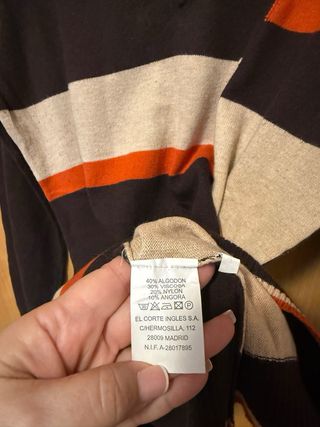 40% ALGODON
30% VISCOSA
20% NYLON
10% ANGORA
EL CORTE INGLES S.A.
C/HERMOSILLA, 112
28009 MADRID
N.I.F. A-28017895